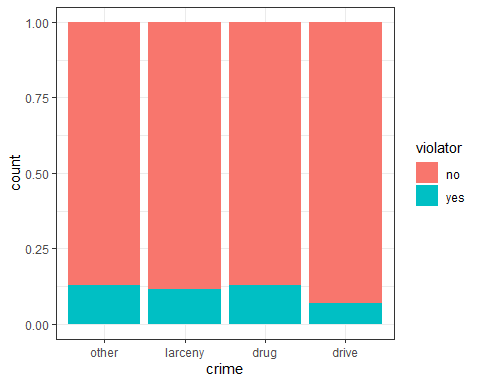 1.00
0.75
0.50
0.25
0.00
count
other larceny drug drive
crime
violator
no
yes